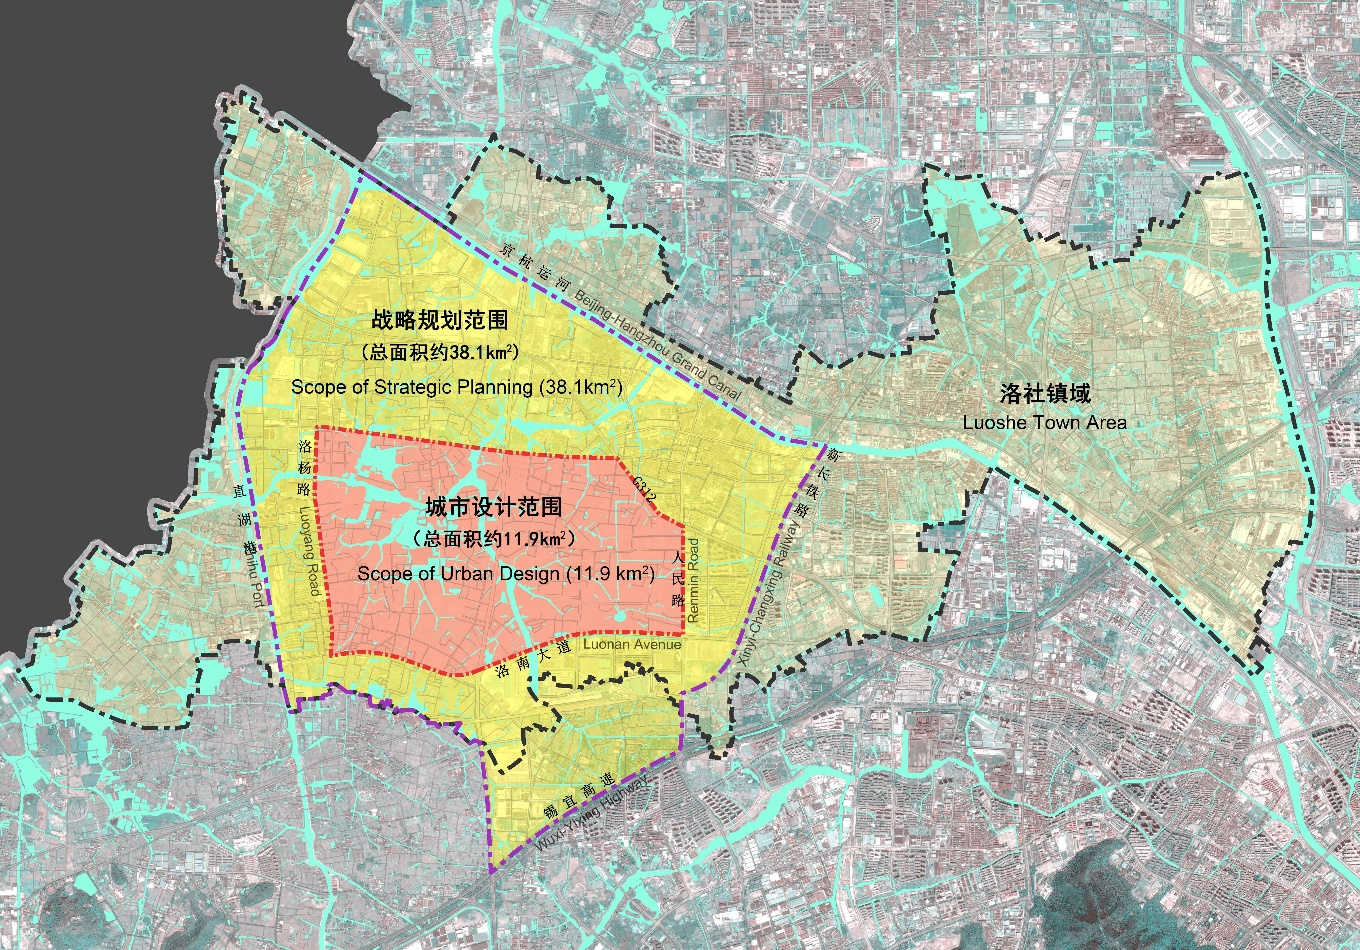 京杭运河
Beijing-Hangzhou Grand Canal
战略规划范围
(总面积约38.1km²)
Scope of Strategic Planning (38.1km²)
洛社镇域
Luoshe Town Area
洛杨路
Luoyang Road
直湖港
Zhihu Port
G312
新长铁路
Xinyi-Changxing Railway
城市设计范围
(总面积约11.9km²)
Scope of Urban Design (11.9 km²)
人民路
Renmin Road
洛南大道
Luonan Avenue
锡宜高速
Wuxi-Yixing Highway